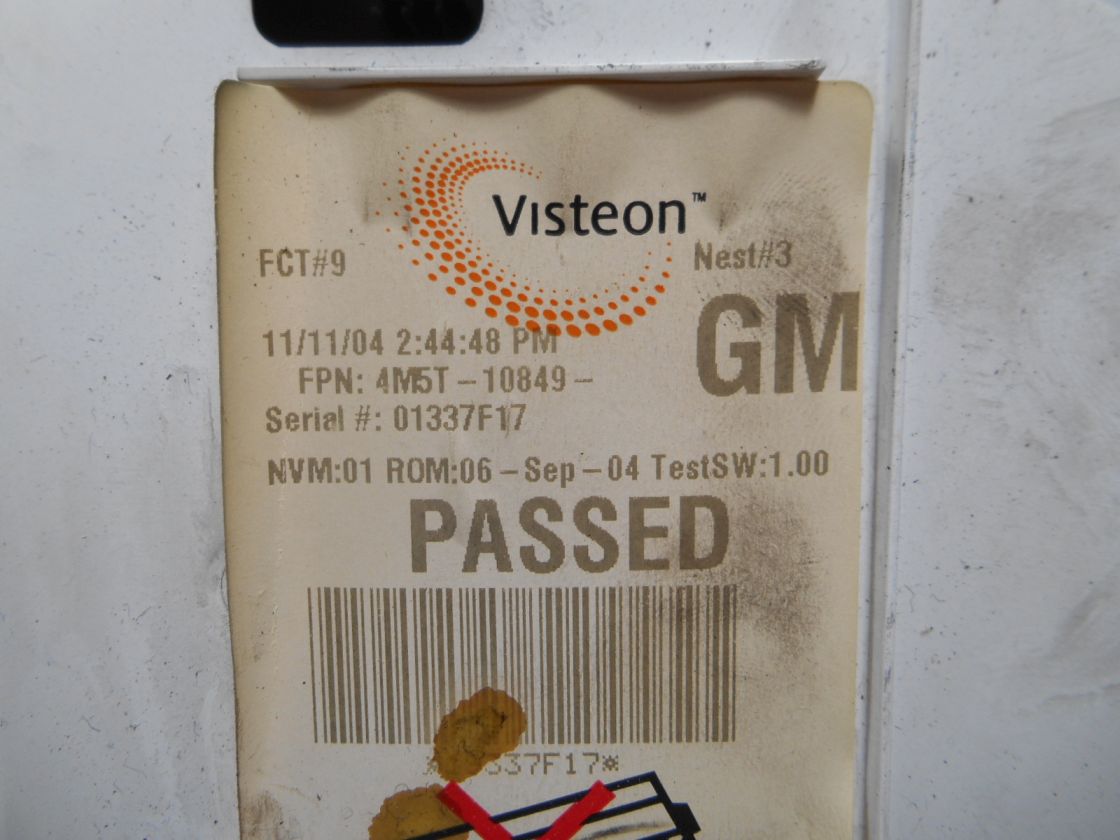 Visteon™
FCT#9 Nest#3
11/11/04 2:44:48 PM GM
FPN: 4M5T-10849-
Serial #: 01337F17
NVM:01 ROM:06-Sep-04 TestSW:1.00
PASSED